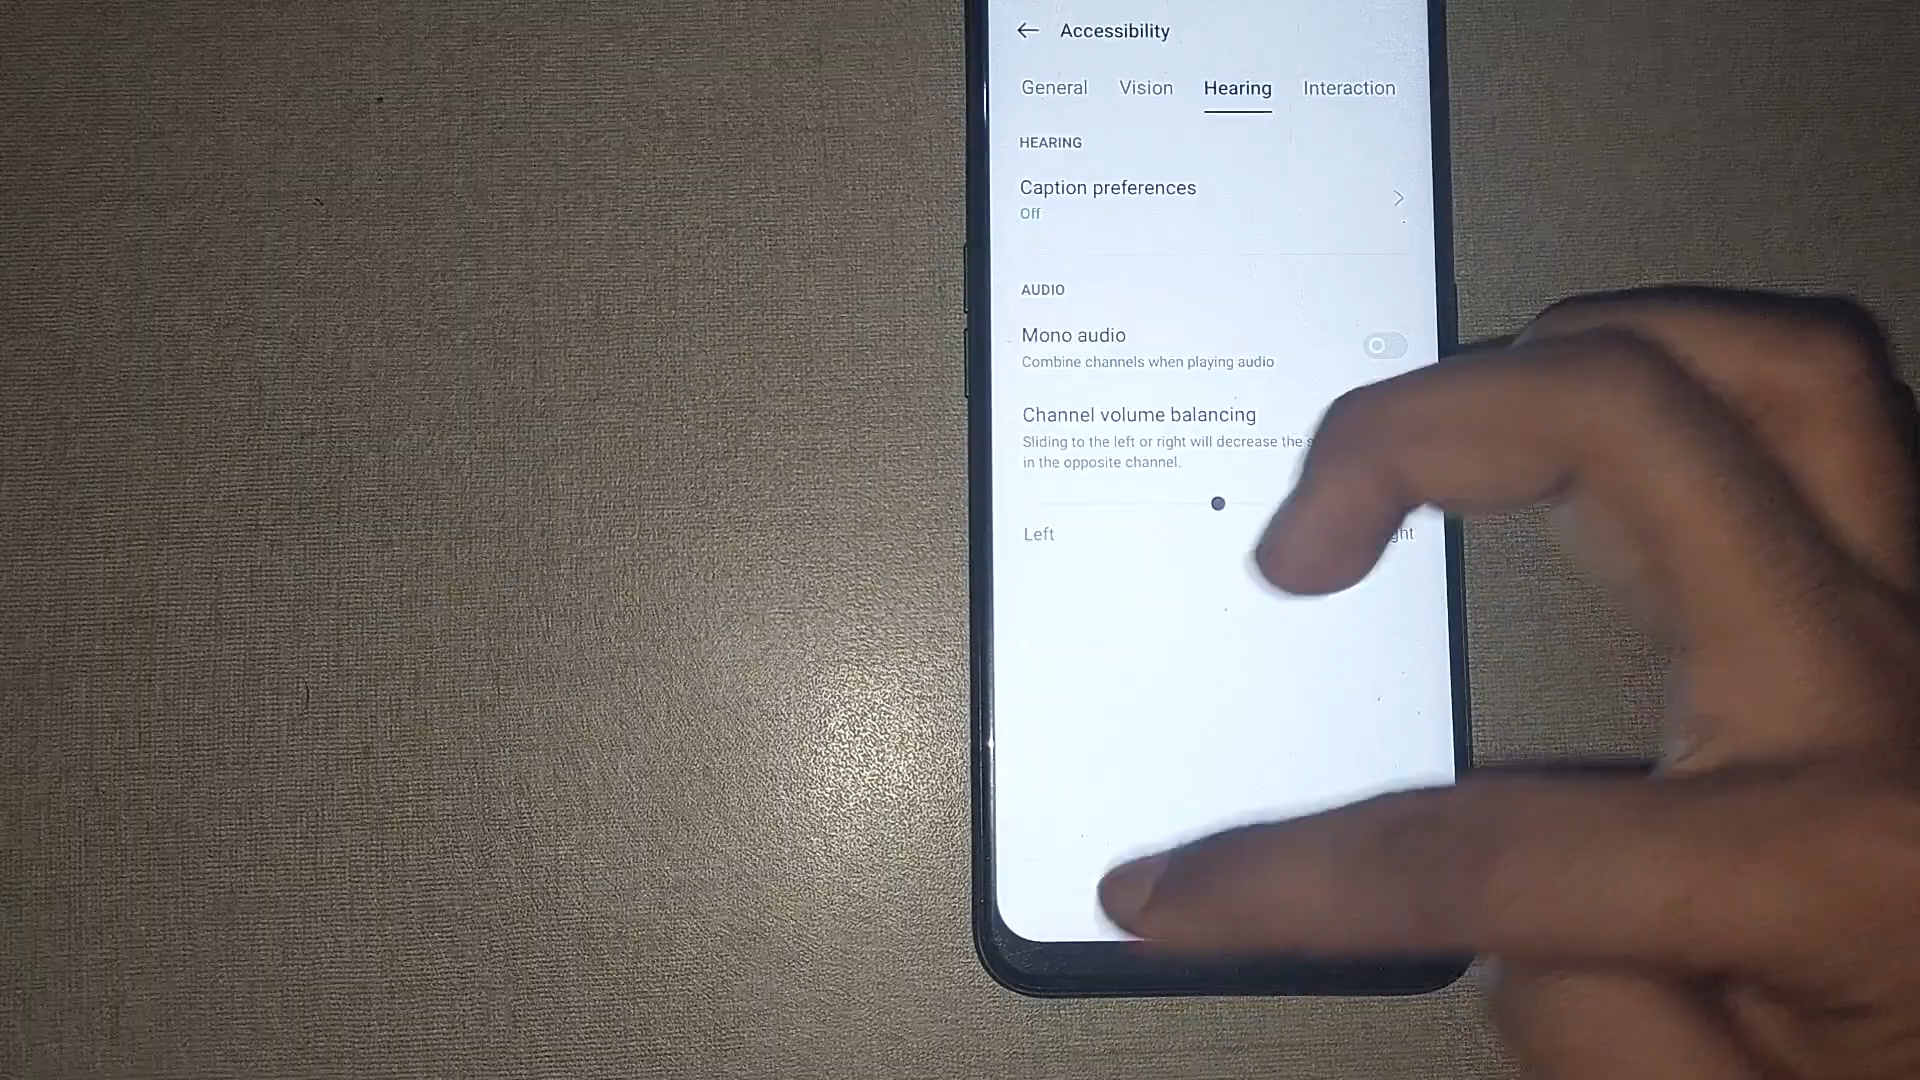 Accessibility
General Vision Hearing Interaction
HEARING
Caption preferences
Off
AUDIO
Mono audio
Combine channels when playing audio
Channel volume balancing
Sliding to the left or right will decrease the
in the opposite channel.
Left